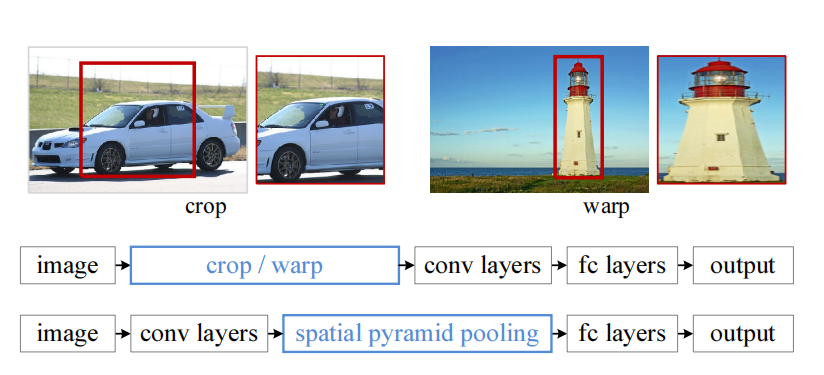 crop
warp
image
crop / warp
conv layers
fc layers
output
image
conv layers
spatial pyramid pooling
fc layers
output